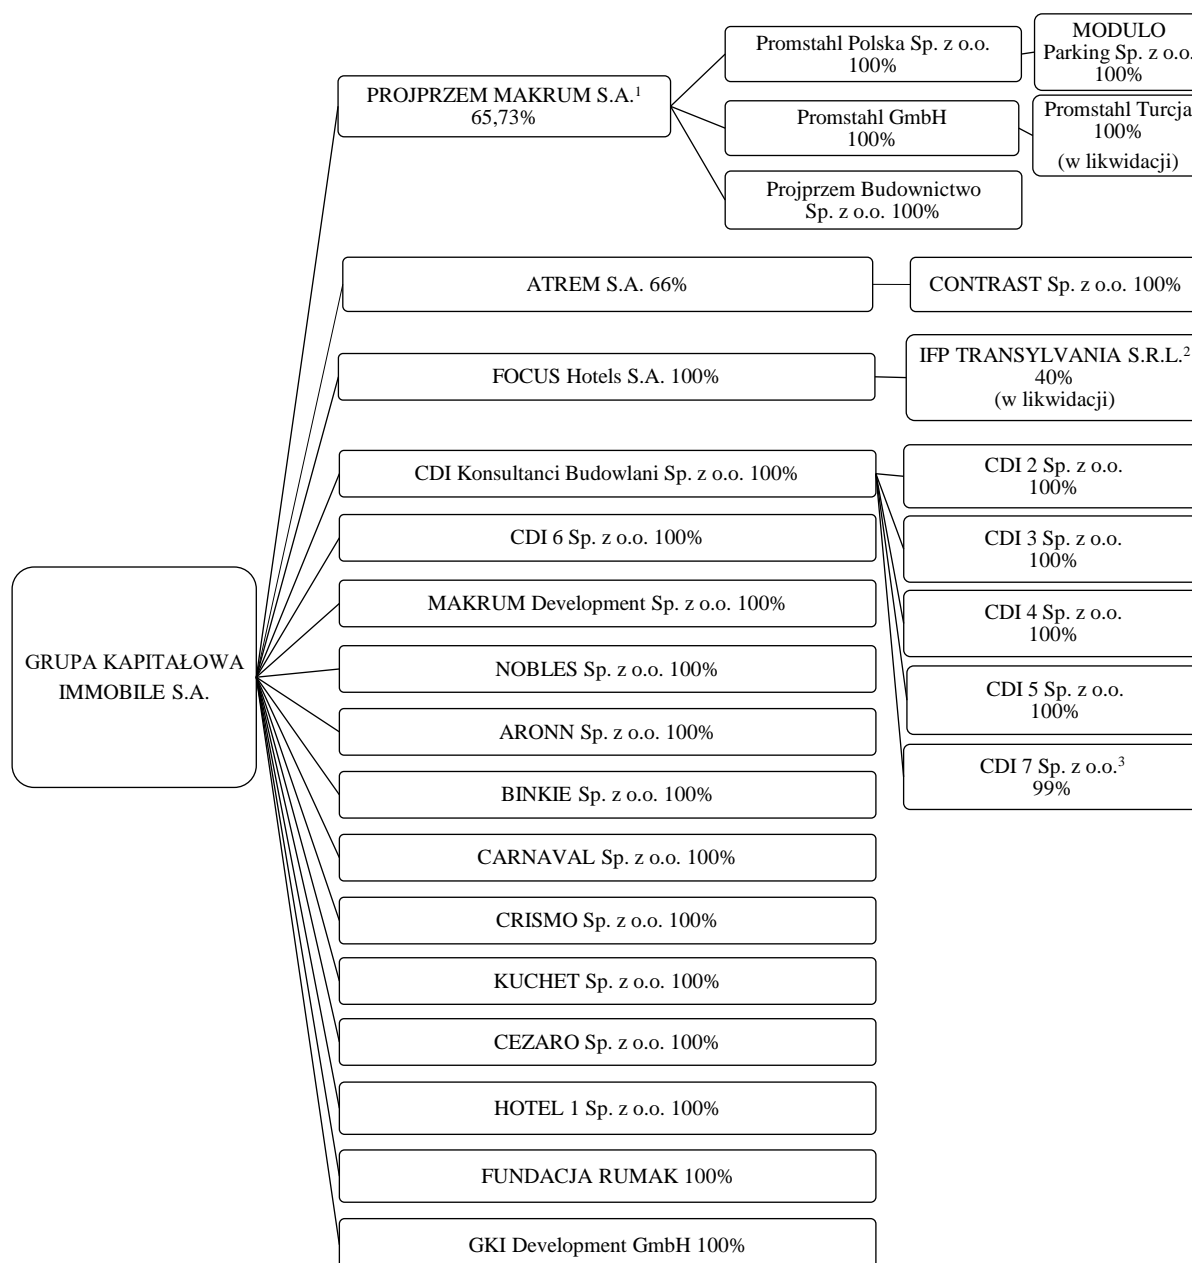 GRUPA KAPITAŁOWA
IMMOBILE S.A.
PROJPRZEM MAKRUM S.A.¹
65,73%
Promstahl Polska Sp. z o.o.
100%
MODULO
Parking Sp. z o.o.
100%
Promstahl GmbH
100%
Promstahl Turcja
100%
(w likwidacji)
Projprzem Budownictwo
Sp. z o.o. 100%
ATREM S.A. 66%
CONTRAST Sp. z o.o. 100%
FOCUS Hotels S.A. 100%
IFP TRANSYLVANIA S.R.L.²
40%
(w likwidacji)
CDI Konsultanci Budowlani Sp. z o.o. 100%
CDI 2 Sp. z o.o.
100%
CDI 3 Sp. z o.o.
100%
CDI 4 Sp. z o.o.
100%
CDI 5 Sp. z o.o.
100%
CDI 7 Sp. z o.o.³
99%
CDI 6 Sp. z o.o. 100%
MAKRUM Development Sp. z o.o. 100%
NOBLES Sp. z o.o. 100%
ARONN Sp. z o.o. 100%
BINKIE Sp. z o.o. 100%
CARNAVAL Sp. z o.o. 100%
CRISMO Sp. z o.o. 100%
KUCHET Sp. z o.o. 100%
CEZARO Sp. z o.o. 100%
HOTEL 1 Sp. z o.o. 100%
FUNDACJA RUMAK 100%
GKI Development GmbH 100%